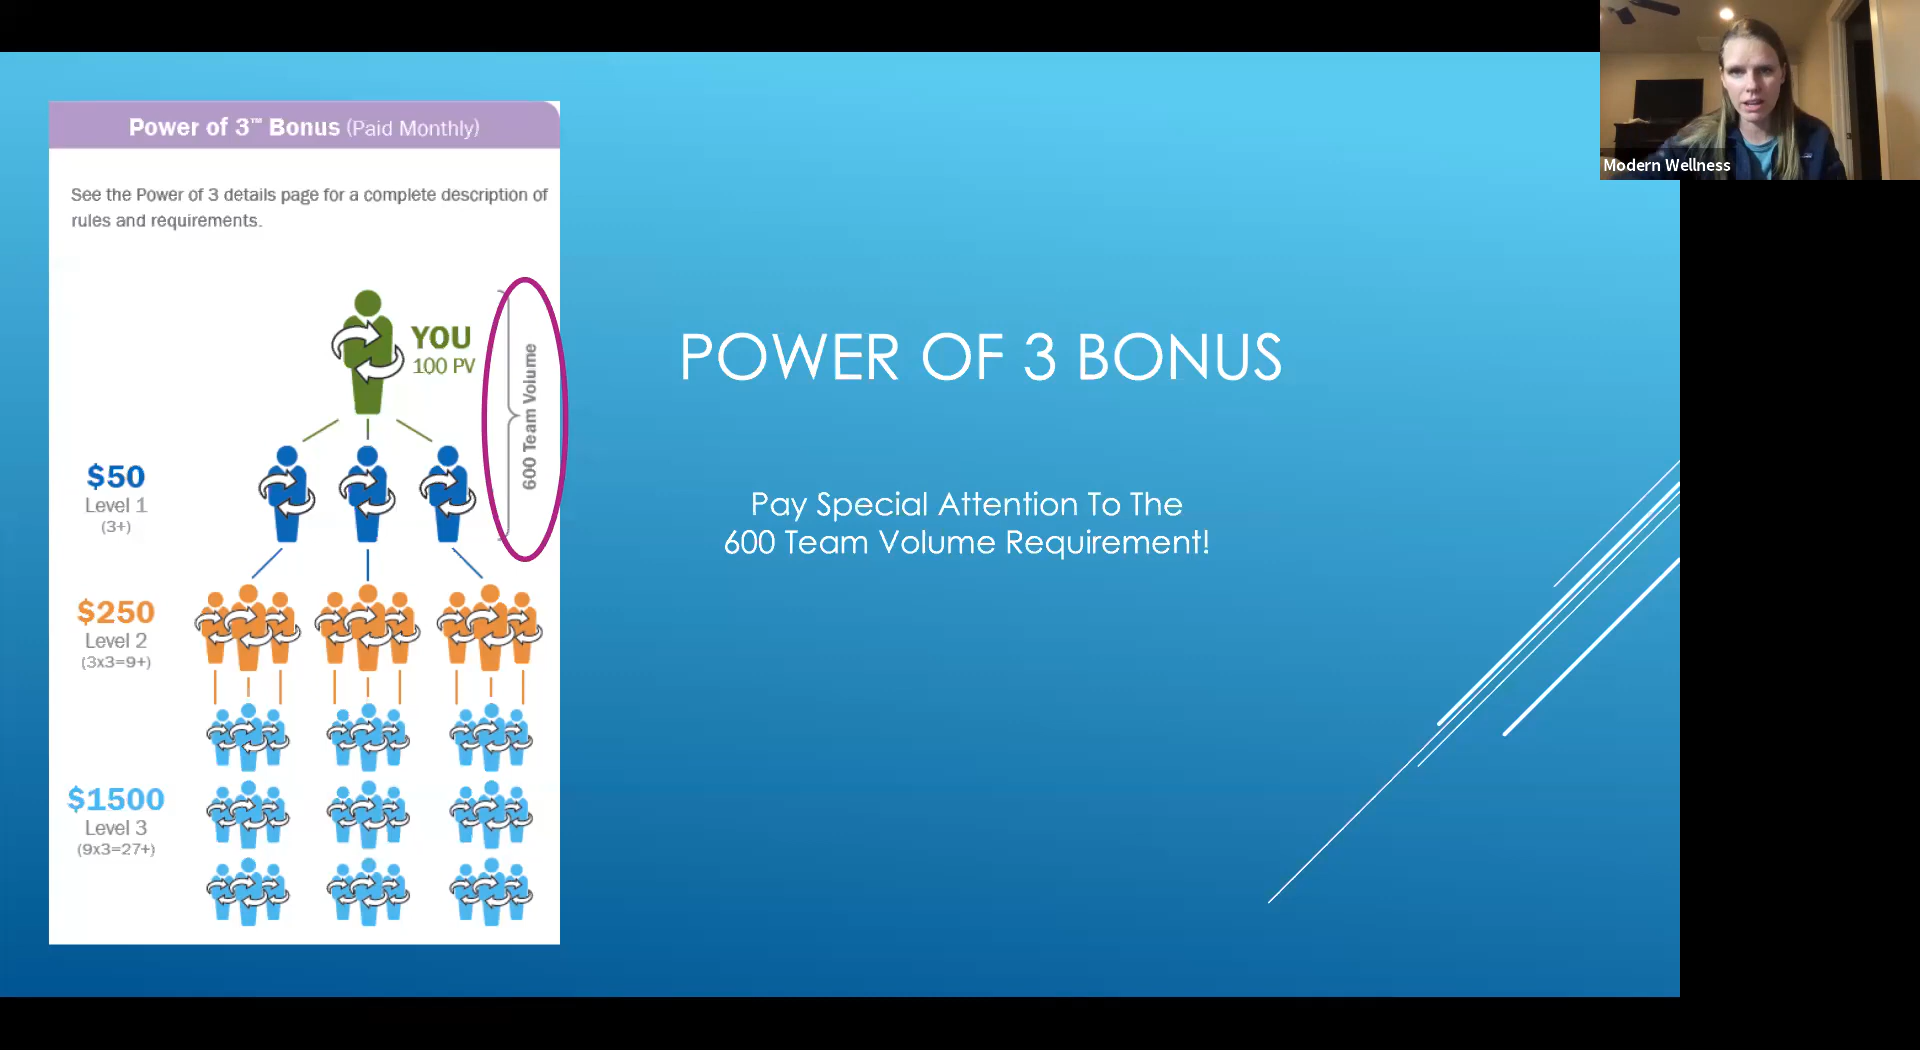 Power of 3™ Bonus (Paid Monthly)
See the Power of 3 details page for a complete description of
rules and requirements.
YOU
100 PV
600 Team Volume
$50
Level 1
(3+)
$250
Level 2
(3x3=9+)
$1500
Level 3
(9x3=27+)
POWER OF 3 BONUS
Pay Special Attention To The
600 Team Volume Requirement!
Modern Wellness